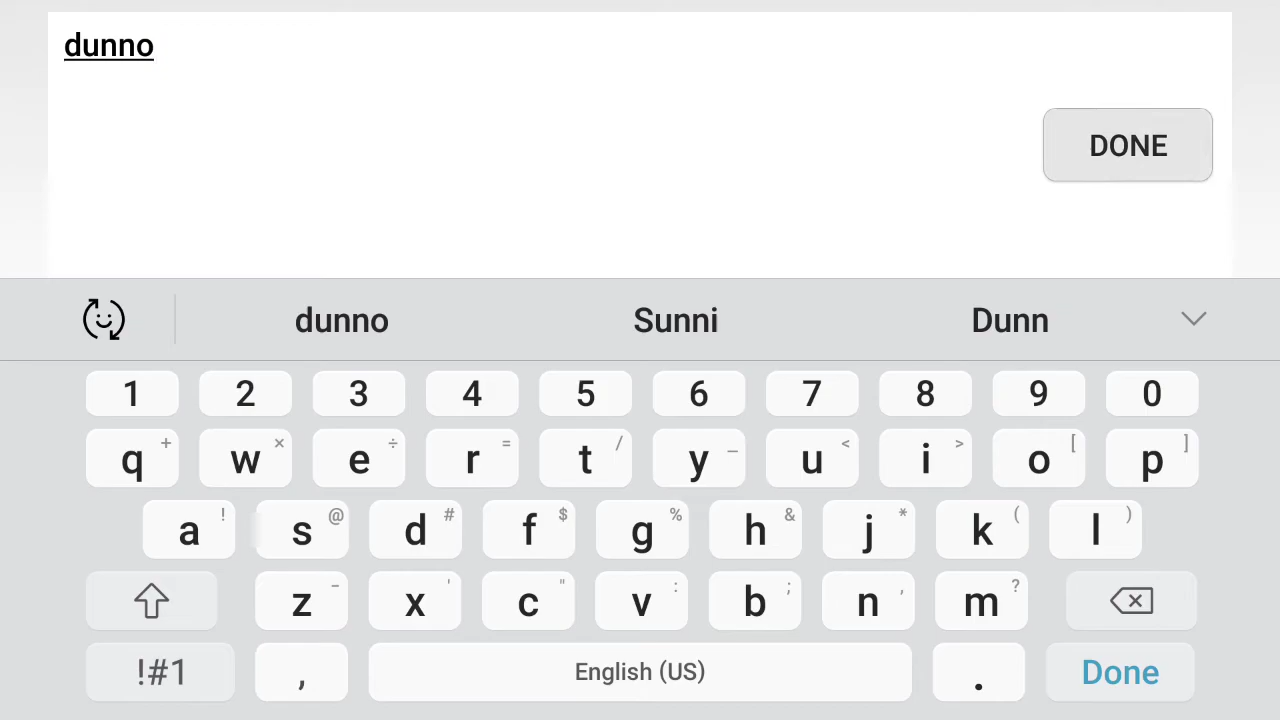 dunno
DONE
dunno Sunni Dunn
1 2 3 4 5 6 7 8 9 0
q + w × e ÷ r = t / y _ u < i > o [ p ]
a ! s @ d # f $ g % h & j * k ( l )
z - x ' c " v : b ; n , m ?
!#1 , English (US) . Done